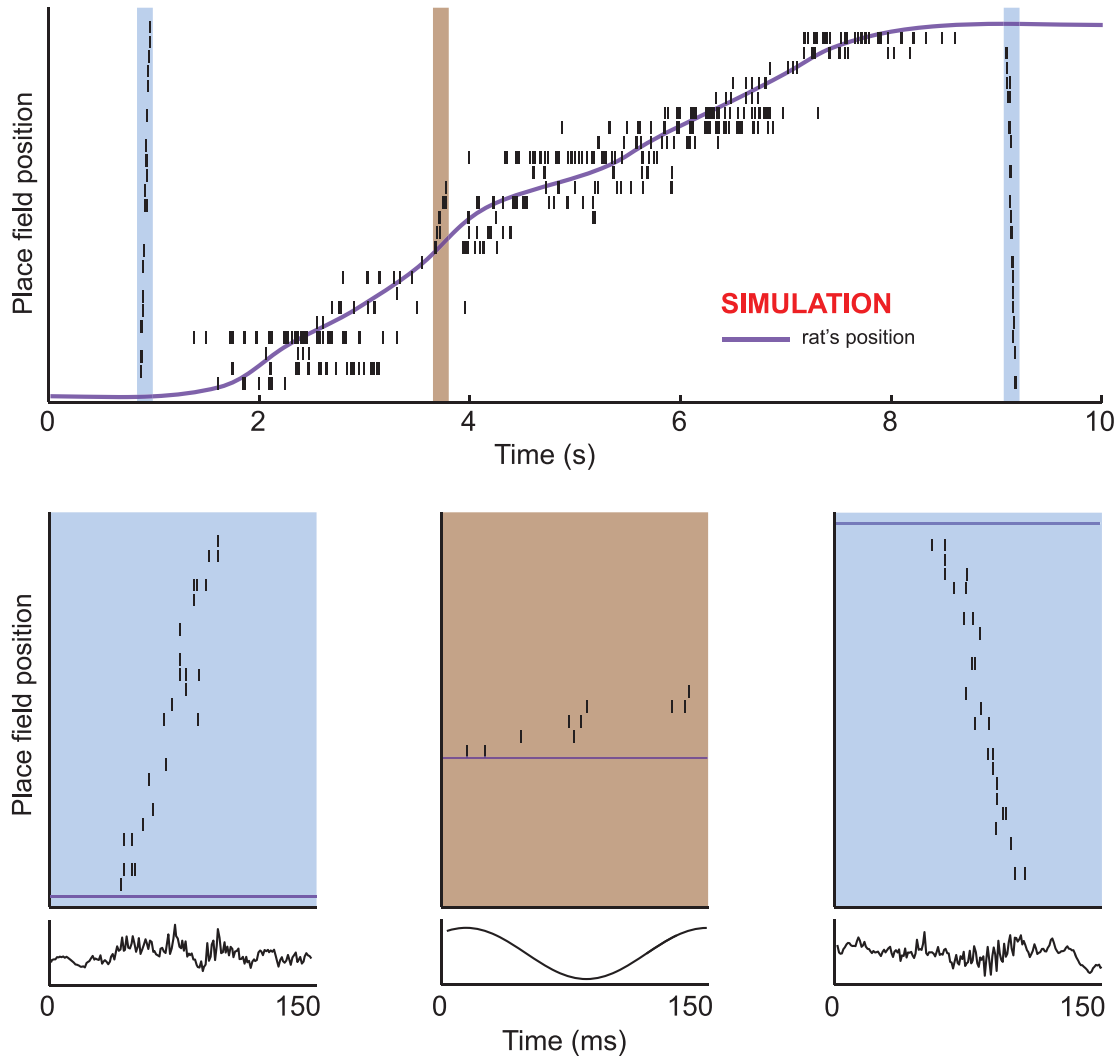 Place field position
SIMULATION
rat's position
0 2 4 6 8 10
Time (s)
Place field position
0 150 0 150 0 150
Time (ms)